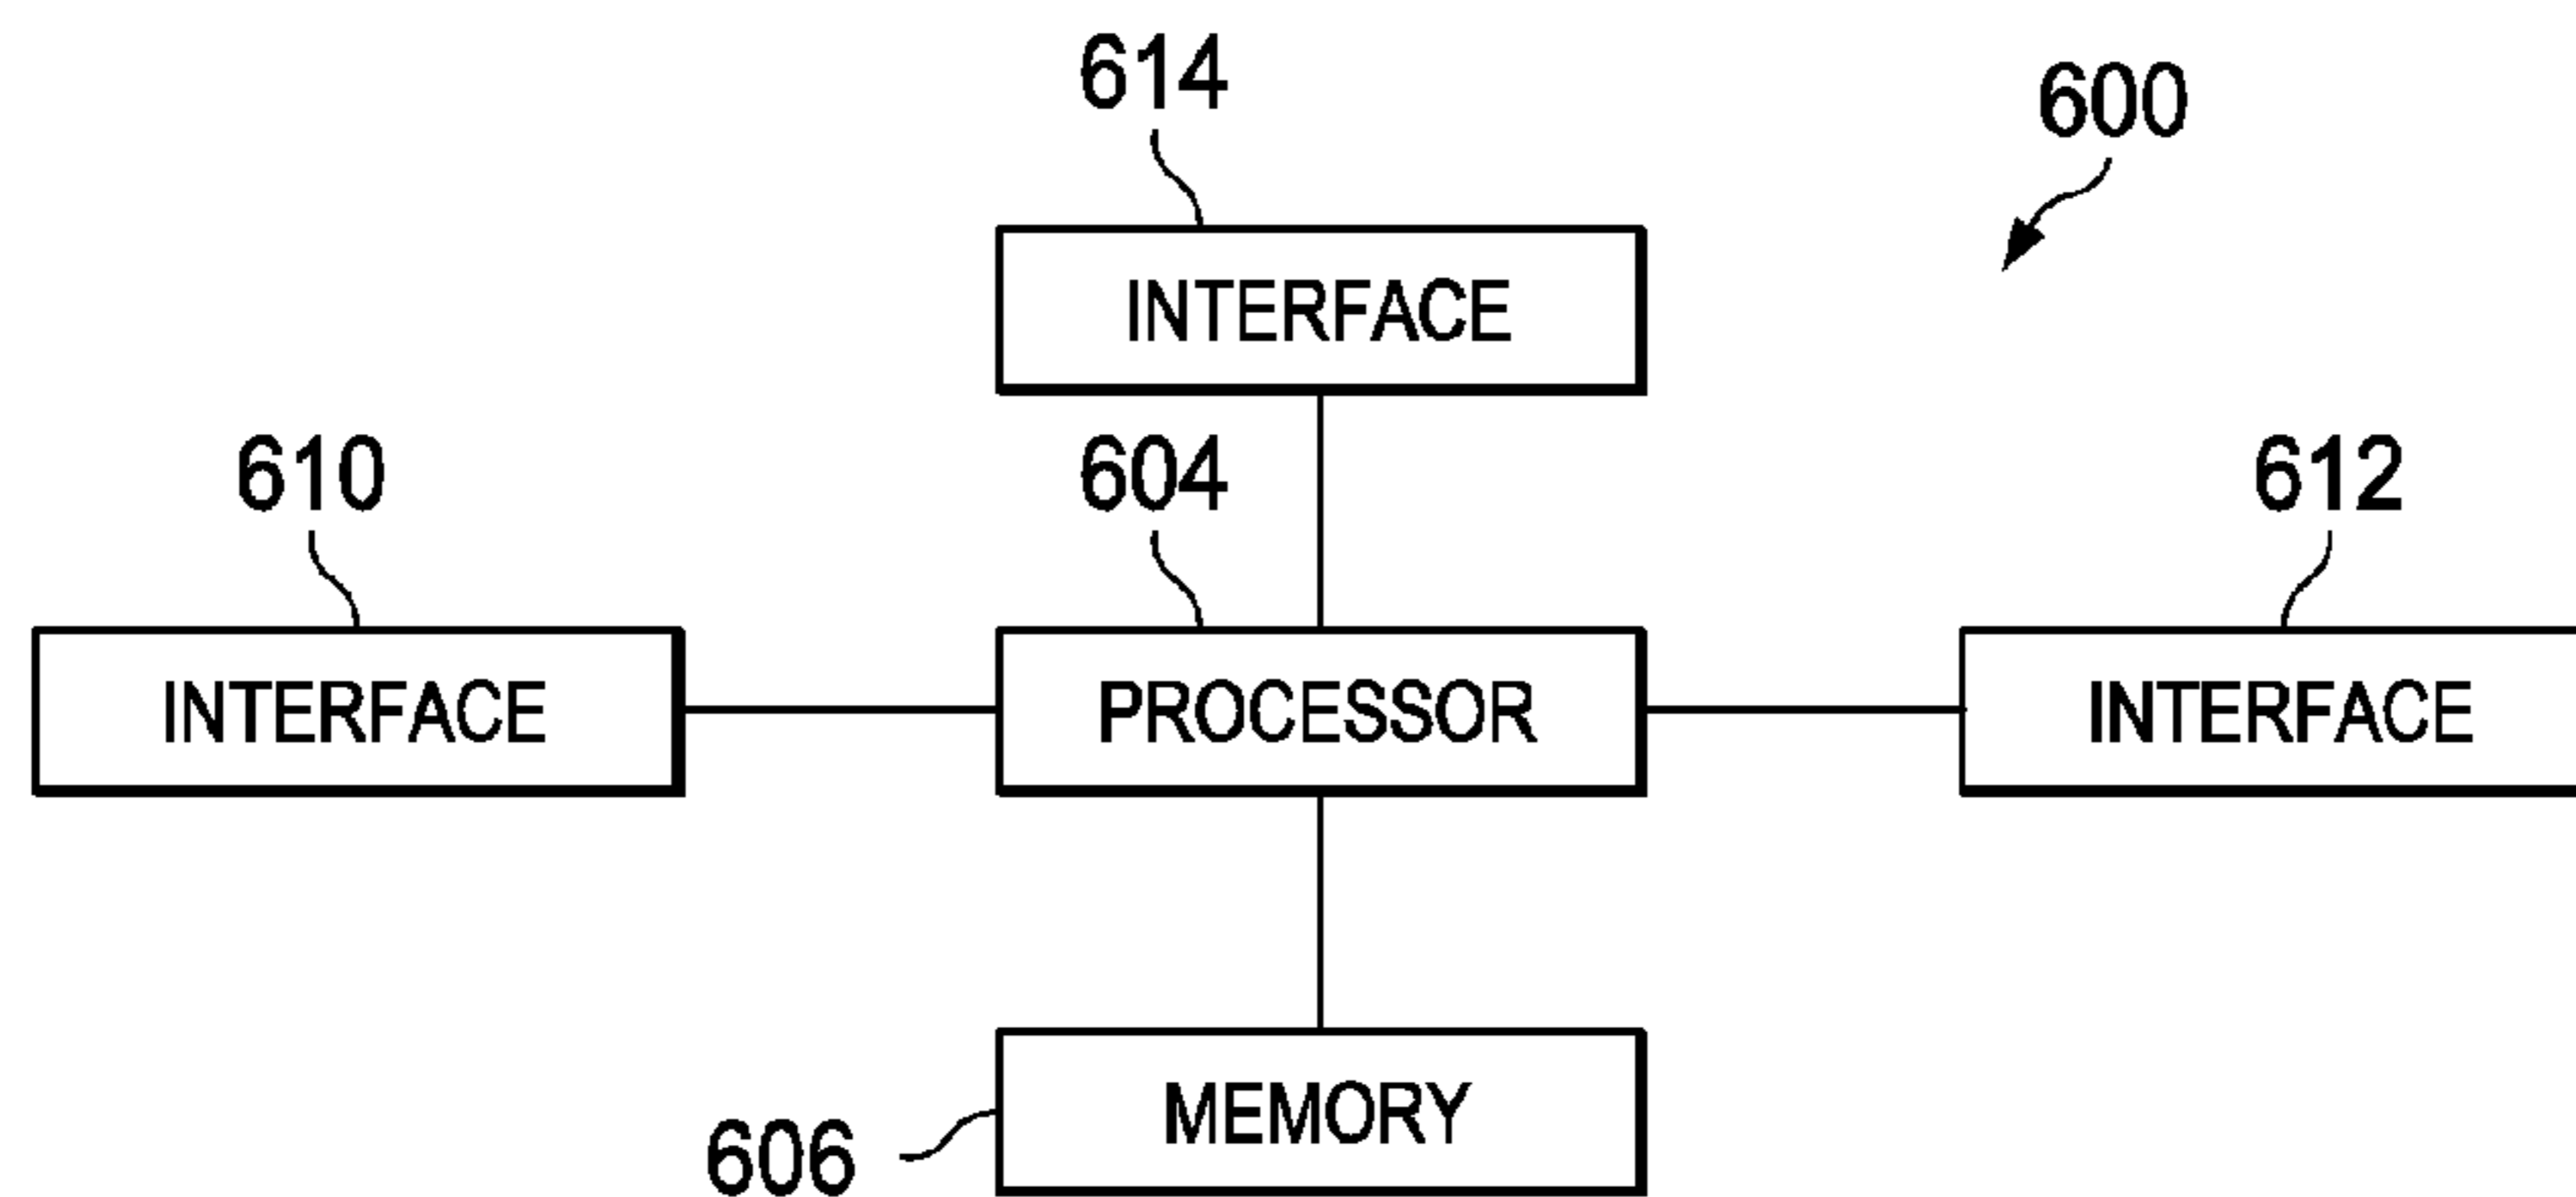 614
600
INTERFACE
610
604
612
INTERFACE
PROCESSOR
INTERFACE
MEMORY
606